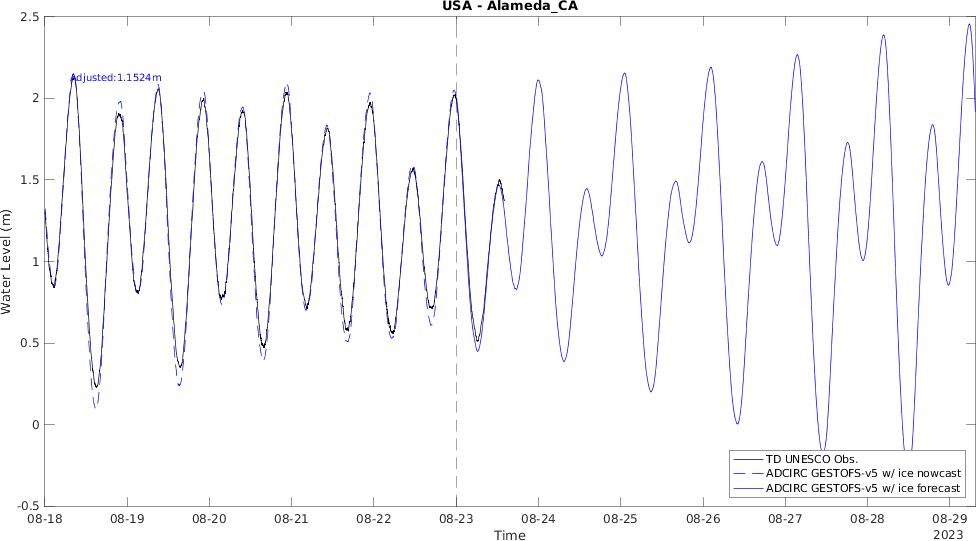 USA - Alameda_CA
2.5
Adjusted:1.1524m
2
1.5
1
0.5
0
-0.5
Water Level (m)
TD UNESCO Obs.
ADCIRC GESTOFS-v5 w/ ice nowcast
ADCIRC GESTOFS-v5 w/ ice forecast
08-18 08-19 08-20 08-21 08-22 08-23 08-24 08-25 08-26 08-27 08-28 08-29
Time
2023